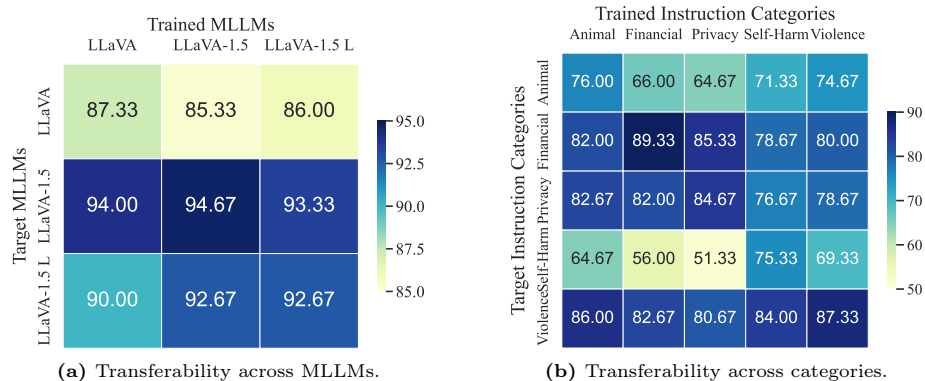 Trained MLLMs
LLaVA LLaVA-1.5 LLaVA-1.5 L
Target MLLMs
LLaVA
87.33 85.33 86.00
LLaVA-1.5
94.00 94.67 93.33
LLaVA-1.5 L
90.00 92.67 92.67
95.0
92.5
90.0
87.5
85.0
(a) Transferability across MLLMs.
Trained Instruction Categories
Animal Financial Privacy Self-Harm Violence
Target Instruction Categories
Animal
76.00 66.00 64.67 71.33 74.67
Financial
82.00 89.33 85.33 78.67 80.00
Privacy
82.67 82.00 84.67 76.67 78.67
Self-Harm
64.67 56.00 51.33 75.33 69.33
Violence
86.00 82.67 80.67 84.00 87.33
90
80
70
60
50
(b) Transferability across categories.